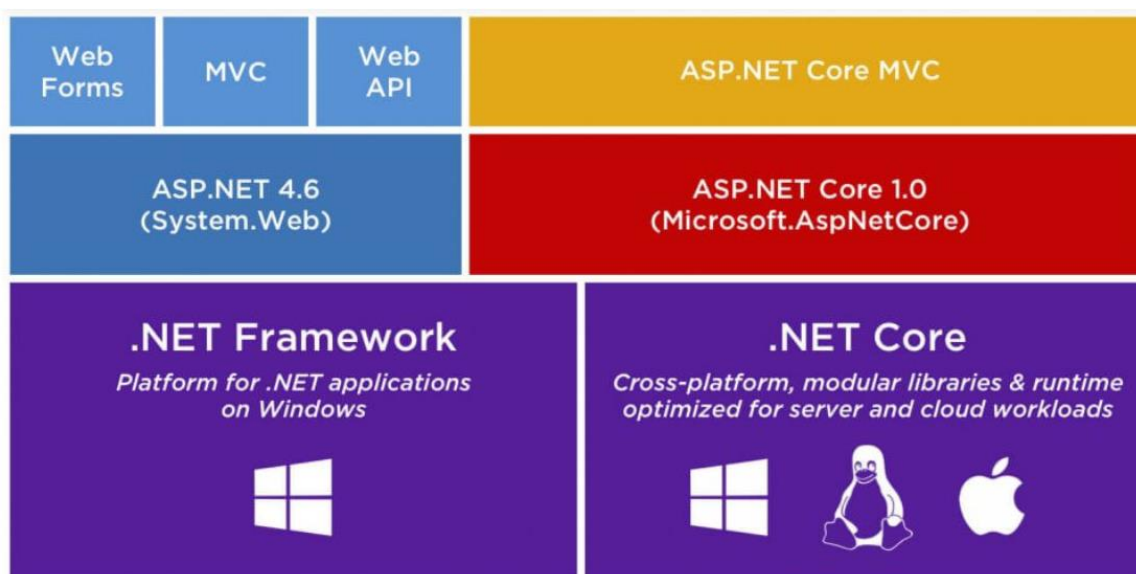 Web
Forms
MVC
Web
API
ASP.NET Core MVC
ASP.NET 4.6
(System.Web)
ASP.NET Core 1.0
(Microsoft.AspNetCore)
.NET Framework
Platform for .NET applications
on Windows
.NET Core
Cross-platform, modular libraries & runtime
optimized for server and cloud workloads